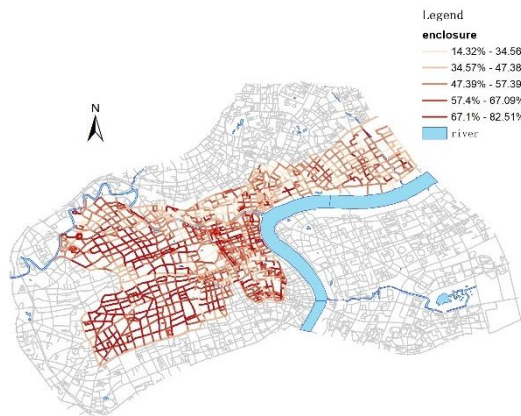 Legend
enclosure
14.32% - 34.56
34.57% - 47.38
47.39% - 57.39
57.4% - 67.09%
67.1% - 82.51%
river
N